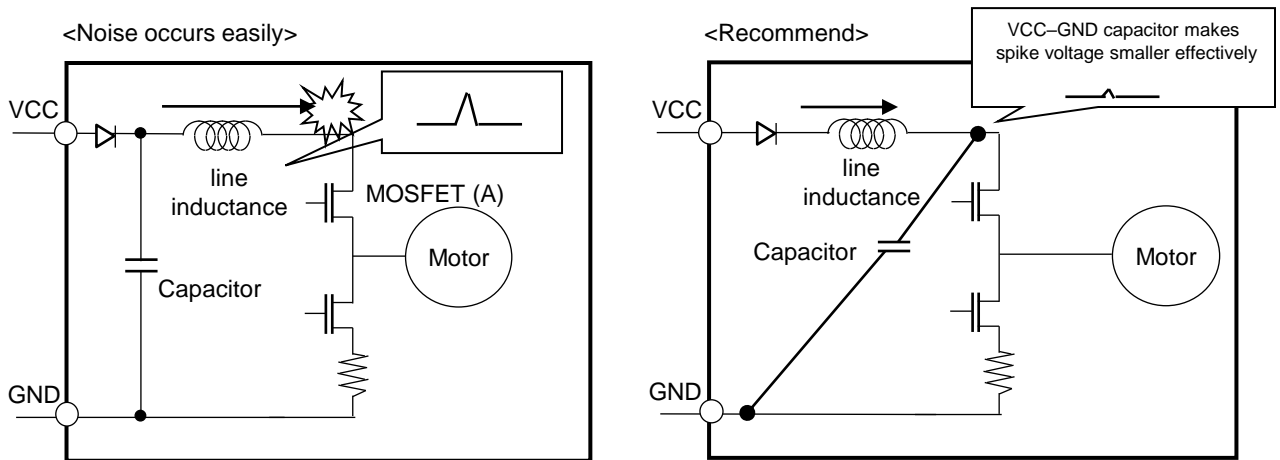 <Noise occurs easily>
VCC
line
inductance
MOSFET (A)
Motor
Capacitor
GND
<Recommend>
VCC–GND capacitor makes
spike voltage smaller effectively
VCC
line
inductance
Capacitor
Motor
GND